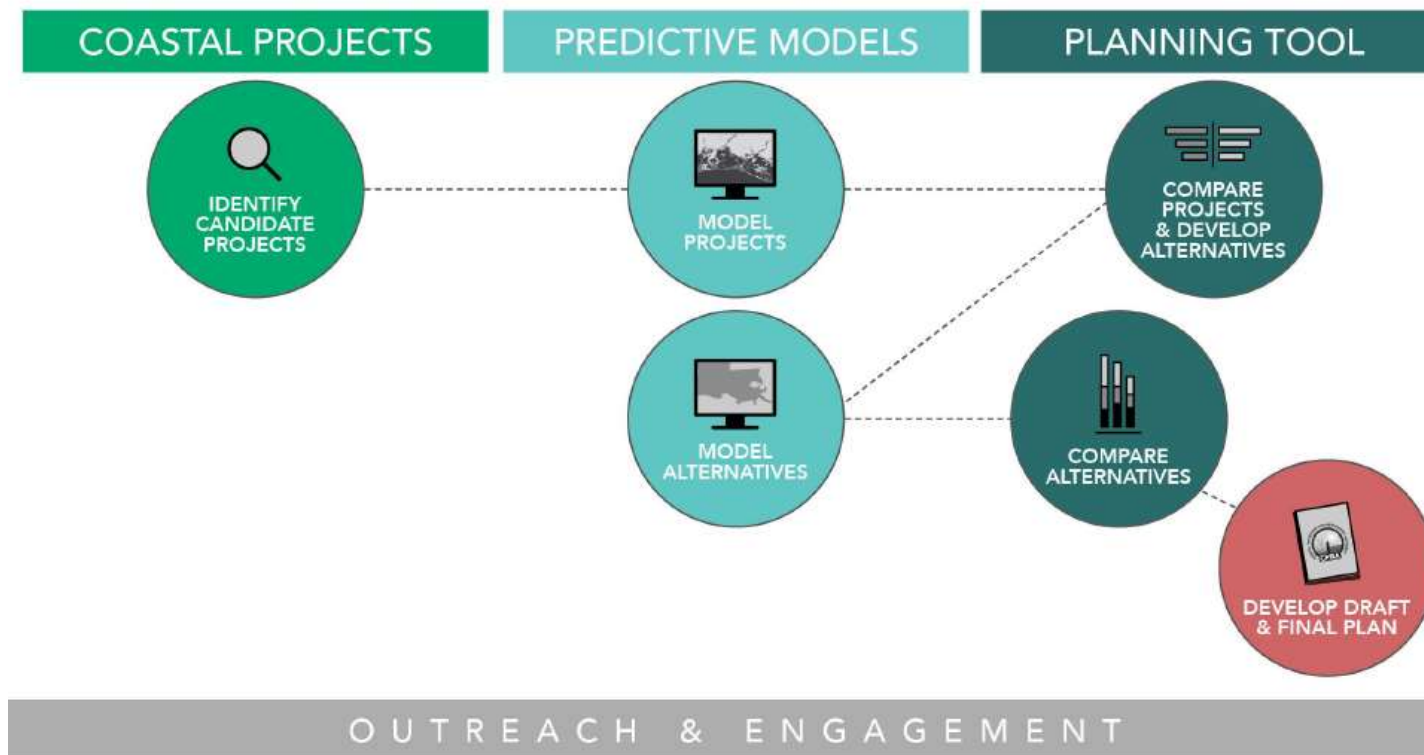 COASTAL PROJECTS
PREDICTIVE MODELS
PLANNING TOOL
IDENTIFY
CANDIDATE
PROJECTS
MODEL
PROJECTS
COMPARE
PROJECTS
& DEVELOP
ALTERNATIVES
MODEL
ALTERNATIVES
COMPARE
ALTERNATIVES
DEVELOP DRAFT
& FINAL PLAN
OUTREACH & ENGAGEMENT